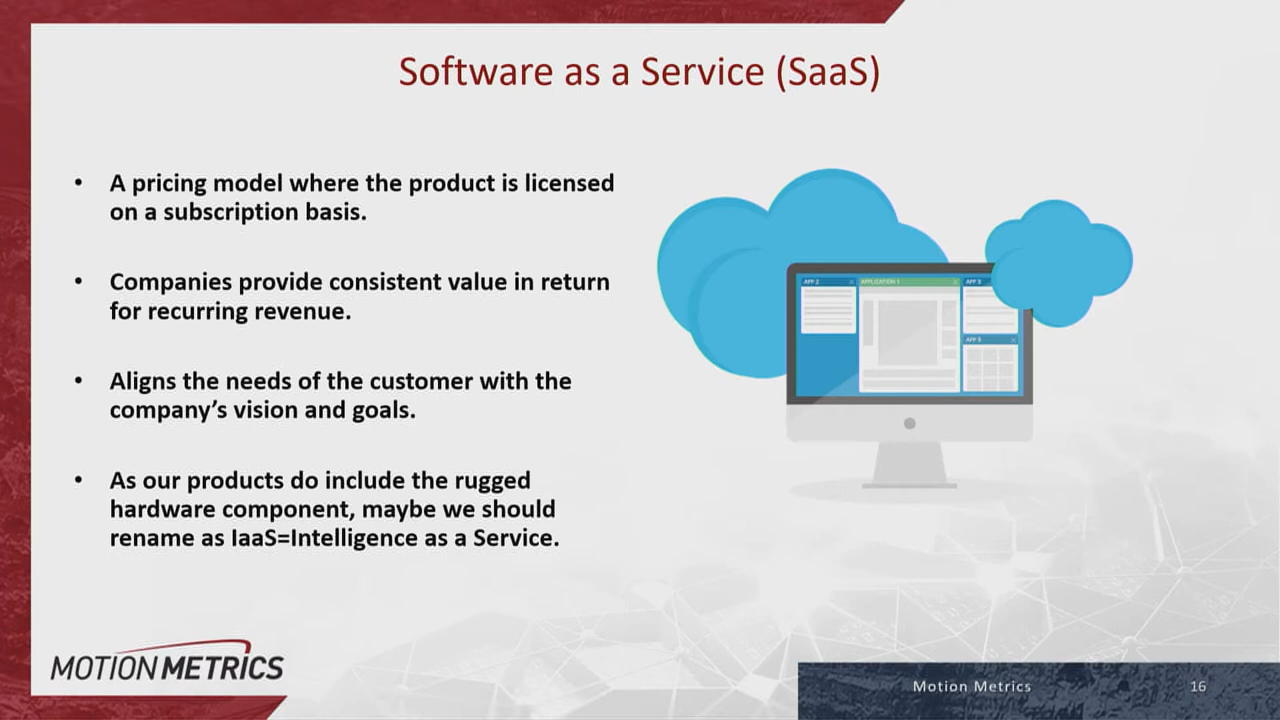 Software as a Service (SaaS)
• A pricing model where the product is licensed
on a subscription basis.
• Companies provide consistent value in return
for recurring revenue.
• Aligns the needs of the customer with the
company's vision and goals.
• As our products do include the rugged
hardware component, maybe we should
rename as IaaS=Intelligence as a Service.
APP 2
APPLICATION 1
APP 3
APP 5
MOTION METRICS
Motion Metrics
16